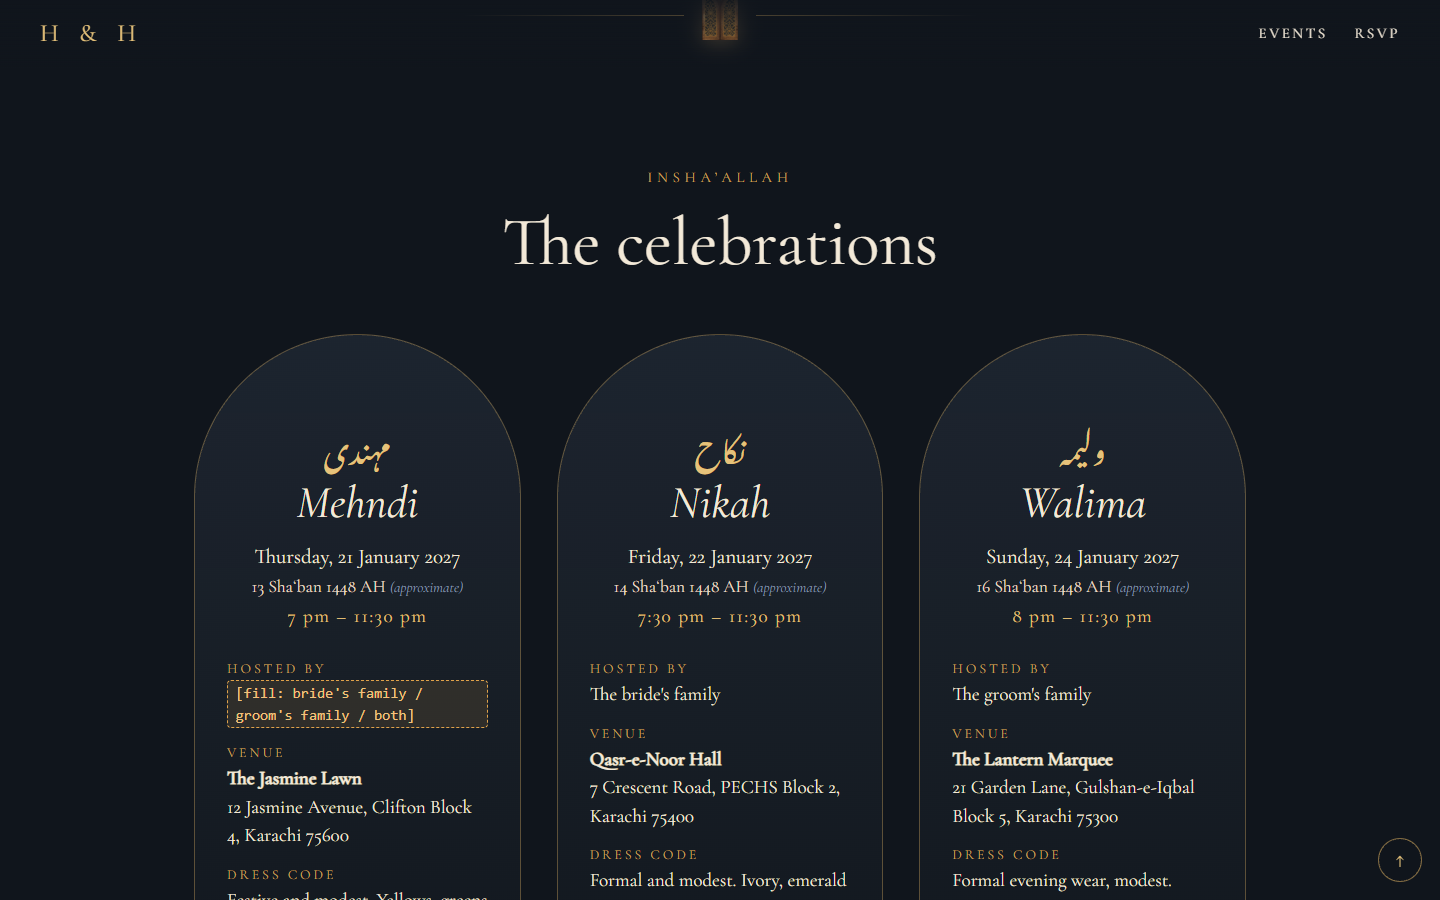 H & H
EVENTS RSVP
INSHA’ALLAH
The celebrations
مہندی
Mehndi
Thursday, 21 January 2027
13 Sha‘ban 1448 AH (approximate)
7 pm – 11:30 pm
HOSTED BY
[fill: bride's family /
groom's family / both]
VENUE
The Jasmine Lawn
12 Jasmine Avenue, Clifton Block
4, Karachi 75600
DRESS CODE
Festive and modest. Yellows, greens
نکاح
Nikah
Friday, 22 January 2027
14 Sha‘ban 1448 AH (approximate)
7:30 pm – 11:30 pm
HOSTED BY
The bride's family
VENUE
Qasr-e-Noor Hall
7 Crescent Road, PECHS Block 2,
Karachi 75400
DRESS CODE
Formal and modest. Ivory, emerald
ولیمہ
Walima
Sunday, 24 January 2027
16 Sha‘ban 1448 AH (approximate)
8 pm – 11:30 pm
HOSTED BY
The groom's family
VENUE
The Lantern Marquee
21 Garden Lane, Gulshan-e-Iqbal
Block 5, Karachi 75300
DRESS CODE
Formal evening wear, modest.
↑